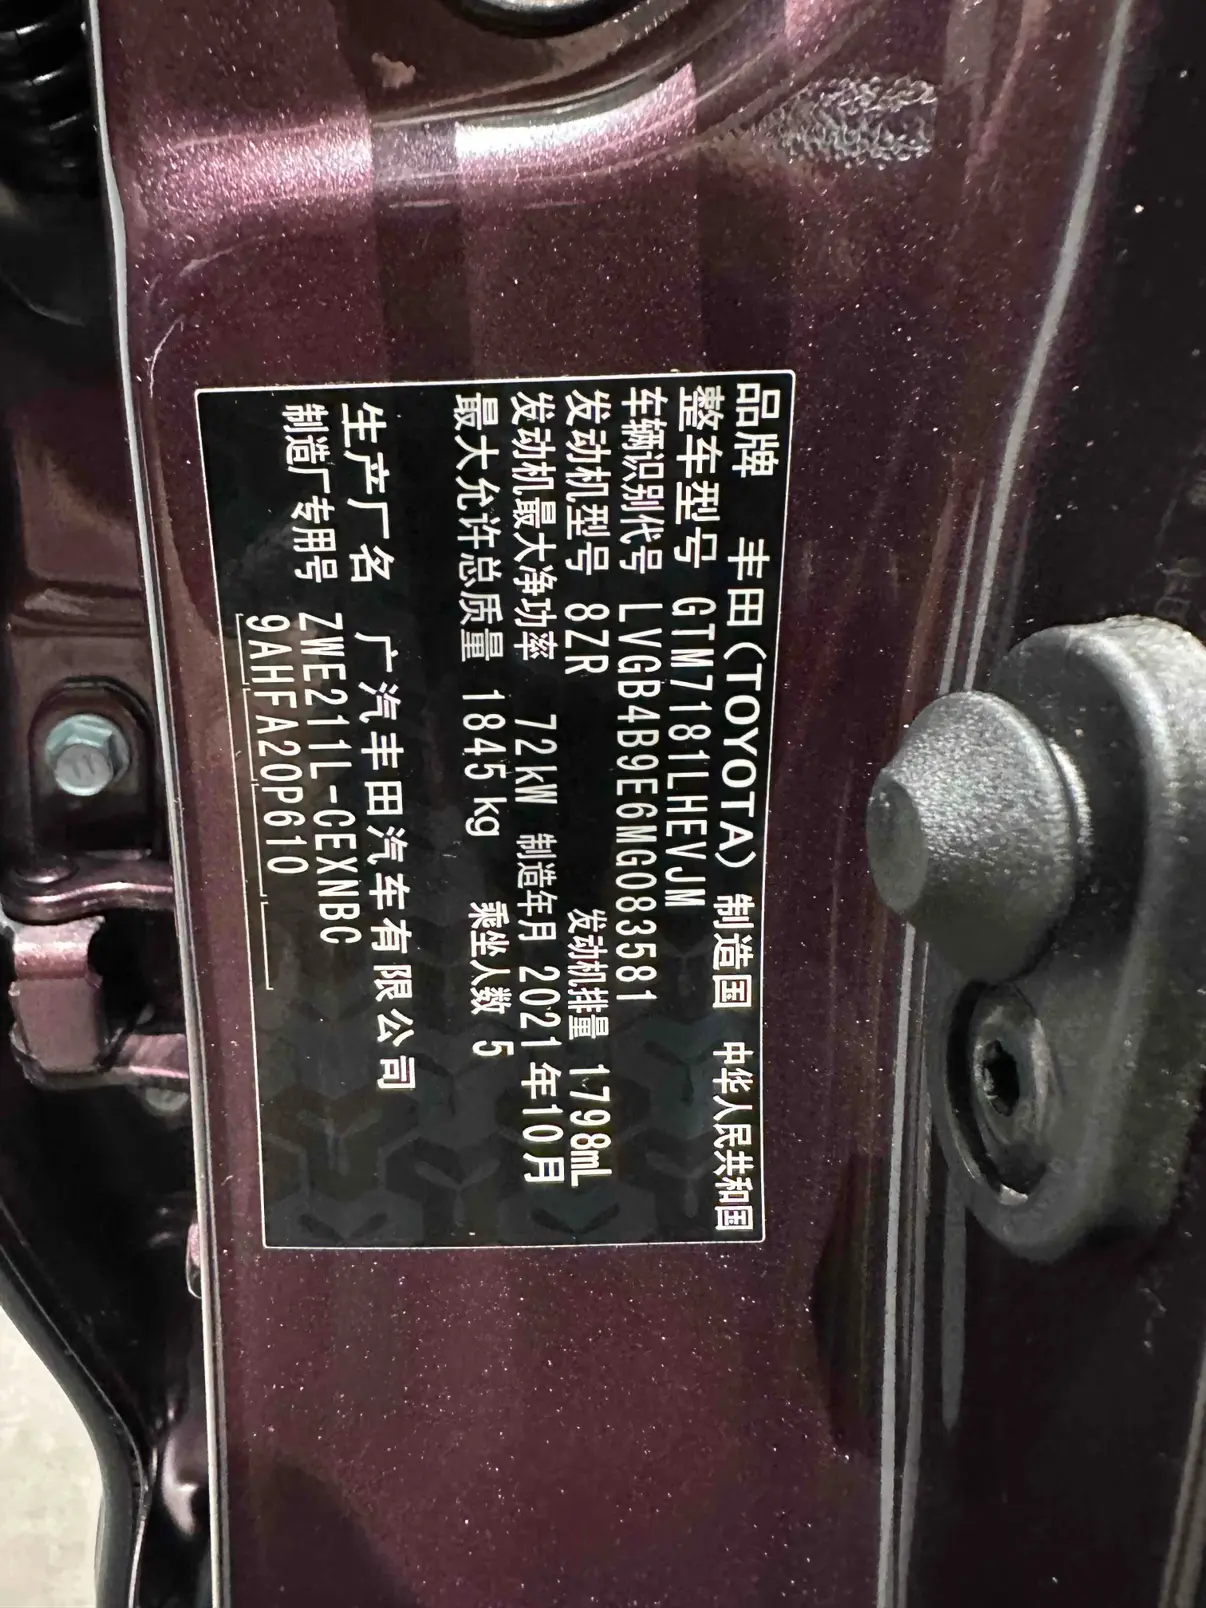 品牌 丰田(TOYOTA) 制造国 中华人民共和国
整车型号 GTM7181LHEVJM
车辆识别代号 LVGB4B9E6MG083581
发动机型号 8ZR 发动机排量 1798mL
发动机最大净功率 72kW 制造年月 2021年10月
最大允许总质量 1845kg 乘坐人数 5
生产厂名 广汽丰田汽车有限公司
制造厂专用号 ZWE211L-CEXNBC
9AHFA20P610